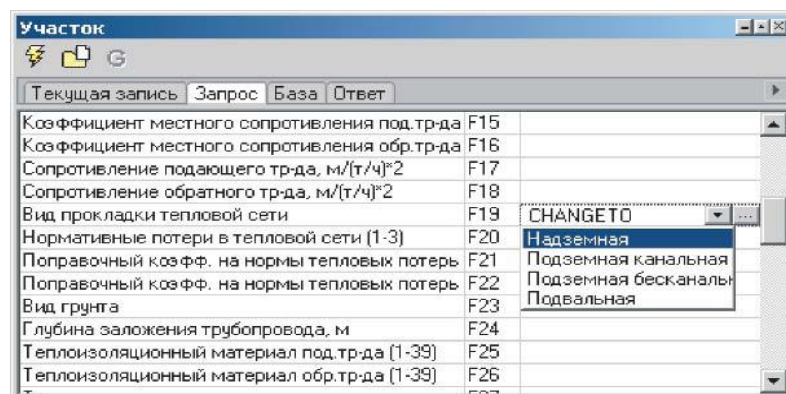 Участок
G
Текущая запись Запрос База Ответ
Коэффициент местного сопротивления под.тр-да F15
Коэффициент местного сопротивления обр.тр-да F16
Сопротивление подающего тр-да, м/(т/ч)*2 F17
Сопротивление обратного тр-да, м/(т/ч)*2 F18
Вид прокладки тепловой сети F19 CHANGETO ...
Нормативные потери в тепловой сети (1-3) F20 Надземная
Поправочный коэфф. на нормы тепловых потерь F21 Подземная канальная
Поправочный коэфф. на нормы тепловых потерь F22 Подземная бесканальн
Вид грунта F23 Подвальная
Глубина заложения трубопровода, м F24
Теплоизоляционный материал под.тр-да (1-39) F25
Теплоизоляционный материал обр.тр-да (1-39) F26